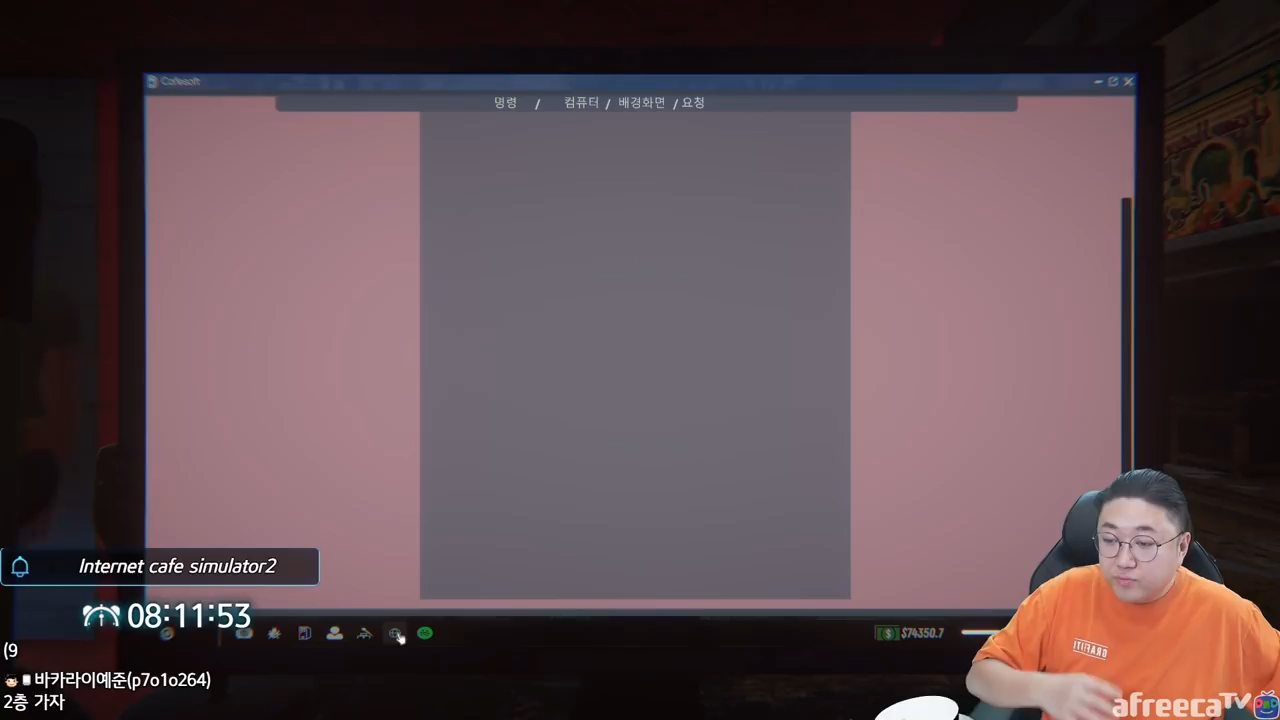 Cafesoft
명령 / 컴퓨터 / 배경화면 / 요청
Internet cafe simulator2
08:11:53
$74350.7
(9
바카라이예준(p7o1o264)
2층 가자
GRAFITI
afreecaTV